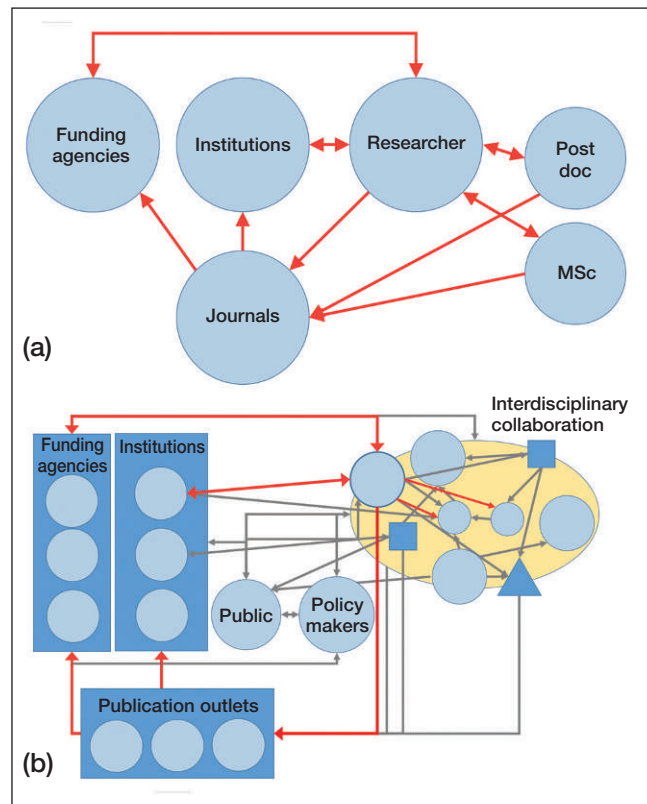 Funding
agencies
Institutions
Researcher
Post
doc
MSc
Journals
(a)
Interdisciplinary
collaboration
Funding
agencies
Institutions
Public
Policy
makers
Publication outlets
(b)